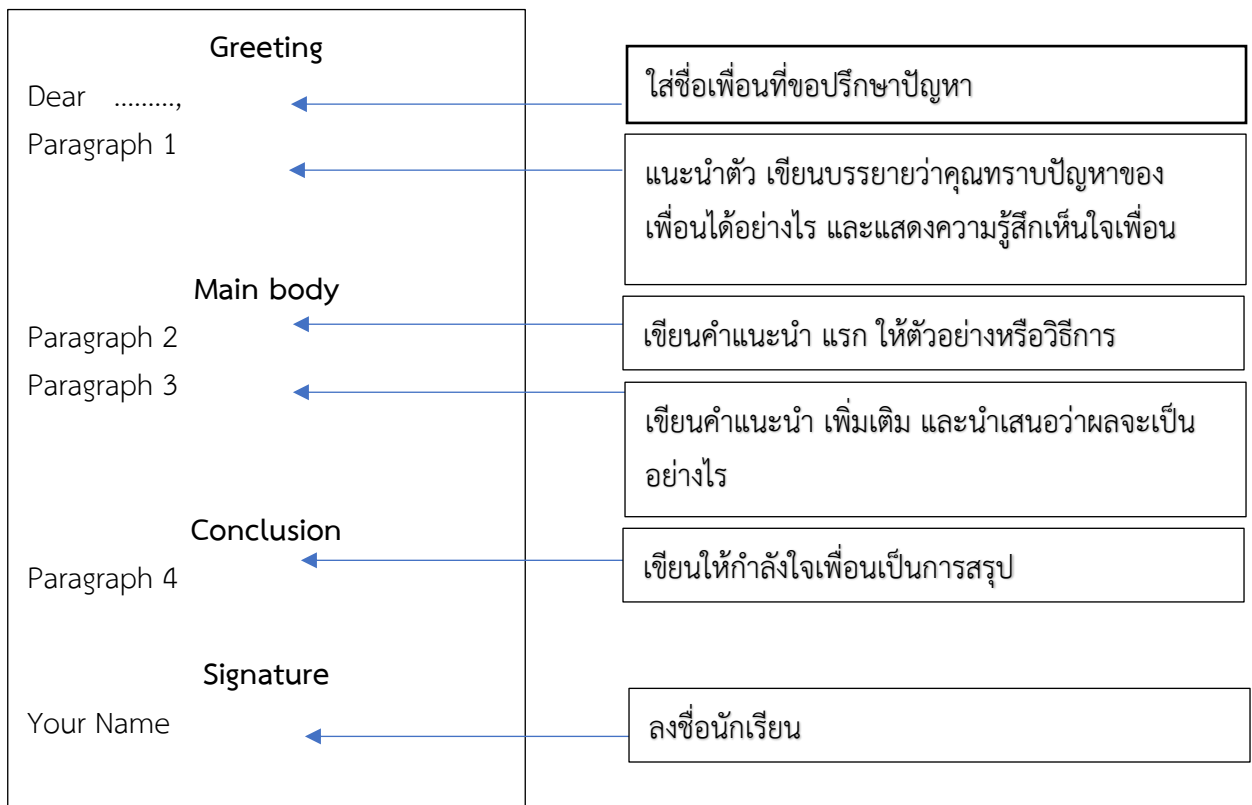 Greeting
Dear .........,
ใส่ชื่อเพื่อนที่ขอปรึกษาปัญหา
Paragraph 1
แนะนำตัว เขียนบรรยายว่าคุณทราบปัญหาของ
เพื่อนได้อย่างไร และแสดงความรู้สึกเห็นใจเพื่อน
Main body
Paragraph 2
เขียนคำแนะนำ แรก ให้ตัวอย่างหรือวิธีการ
Paragraph 3
เขียนคำแนะนำ เพิ่มเติม และนำเสนอว่าผลจะเป็น
อย่างไร
Conclusion
Paragraph 4
เขียนให้กำลังใจเพื่อนเป็นการสรุป
Signature
Your Name
ลงชื่อนักเรียน